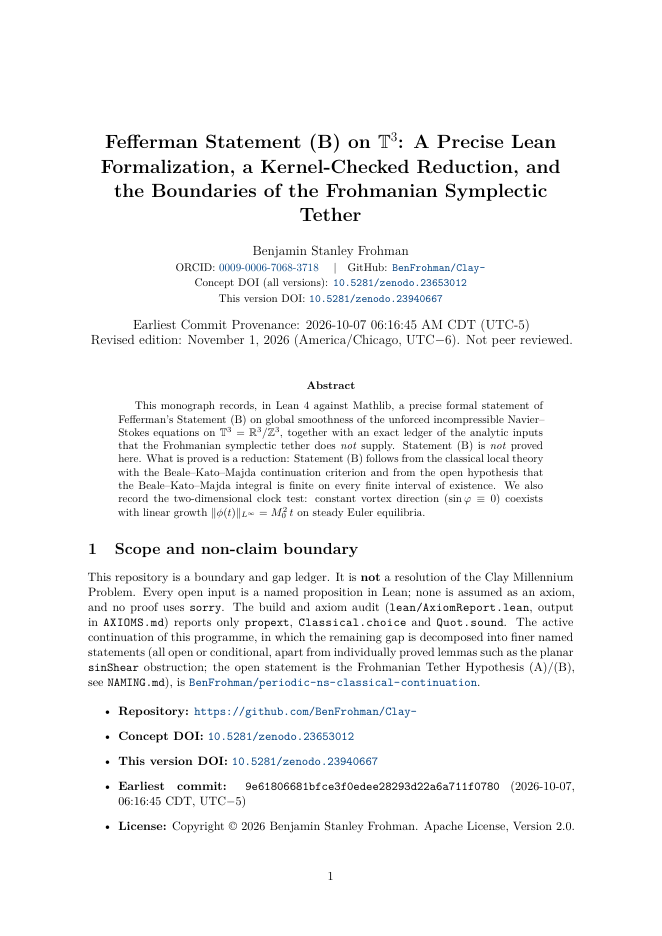 Fefferman Statement (B) on 𝕋³: A Precise Lean
Formalization, a Kernel-Checked Reduction, and
the Boundaries of the Frohmanian Symplectic
Tether
Benjamin Stanley Frohman
ORCID: 0009-0006-7068-3718 | GitHub: BenFrohman/Clay-
Concept DOI (all versions): 10.5281/zenodo.23653012
This version DOI: 10.5281/zenodo.23940667
Earliest Commit Provenance: 2026-10-07 06:16:45 AM CDT (UTC-5)
Revised edition: November 1, 2026 (America/Chicago, UTC−6). Not peer reviewed.
Abstract
This monograph records, in Lean 4 against Mathlib, a precise formal statement of
Fefferman's Statement (B) on global smoothness of the unforced incompressible Navier–
Stokes equations on 𝕋³ = ℝ³/ℤ³, together with an exact ledger of the analytic inputs
that the Frohmanian symplectic tether does not supply. Statement (B) is not proved
here. What is proved is a reduction: Statement (B) follows from the classical local theory
with the Beale–Kato–Majda continuation criterion and from the open hypothesis that
the Beale–Kato–Majda integral is finite on every finite interval of existence. We also
record the two-dimensional clock test: constant vortex direction (sin φ ≡ 0) coexists
with linear growth ‖ϕ(t)‖L∞ = M₀² t on steady Euler equilibria.
1 Scope and non-claim boundary
This repository is a boundary and gap ledger. It is not a resolution of the Clay Millennium
Problem. Every open input is a named proposition in Lean; none is assumed as an axiom,
and no proof uses sorry. The build and axiom audit (lean/AxiomReport.lean, output
in AXIOMS.md) reports only propext, Classical.choice and Quot.sound. The active
continuation of this programme, in which the remaining gap is decomposed into finer named
statements (all open or conditional, apart from individually proved lemmas such as the planar
sinShear obstruction; the open statement is the Frohmanian Tether Hypothesis (A)/(B),
see NAMING.md), is BenFrohman/periodic-ns-classical-continuation.
• Repository: https://github.com/BenFrohman/Clay-
• Concept DOI: 10.5281/zenodo.23653012
• This version DOI: 10.5281/zenodo.23940667
• Earliest commit: 9e61806681bfce3f0edee28293d22a6a711f0780 (2026-10-07,
06:16:45 CDT, UTC−5)
• License: Copyright © 2026 Benjamin Stanley Frohman. Apache License, Version 2.0.
1